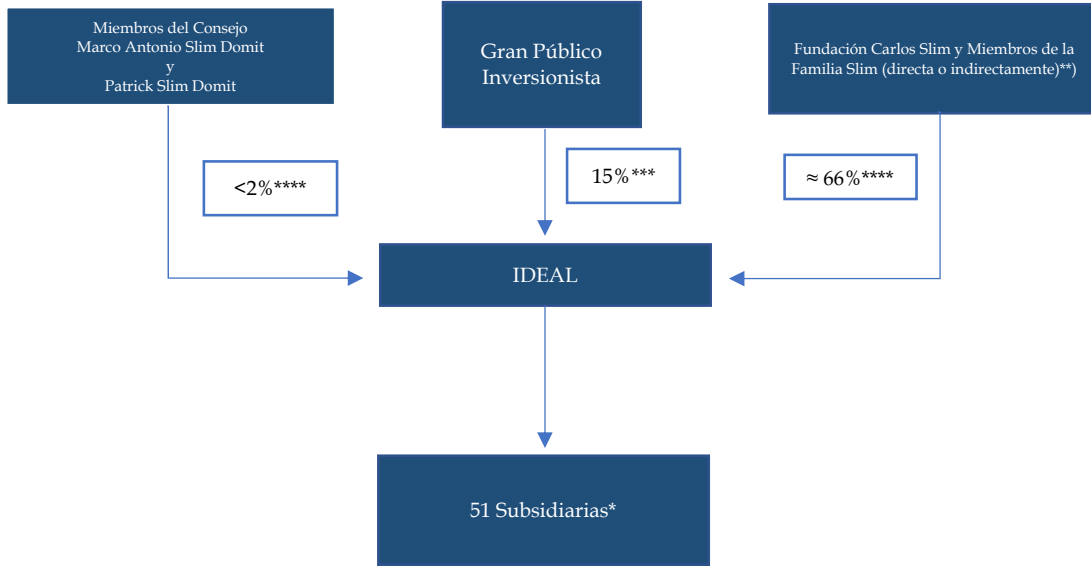 Miembros del Consejo
Marco Antonio Slim Domit
y
Patrick Slim Domit
Gran Público
Inversionista
Fundación Carlos Slim y Miembros de la
Familia Slim (directa o indirectamente)**)
<2%****
15%***
≈ 66%****
IDEAL
51 Subsidiarias*